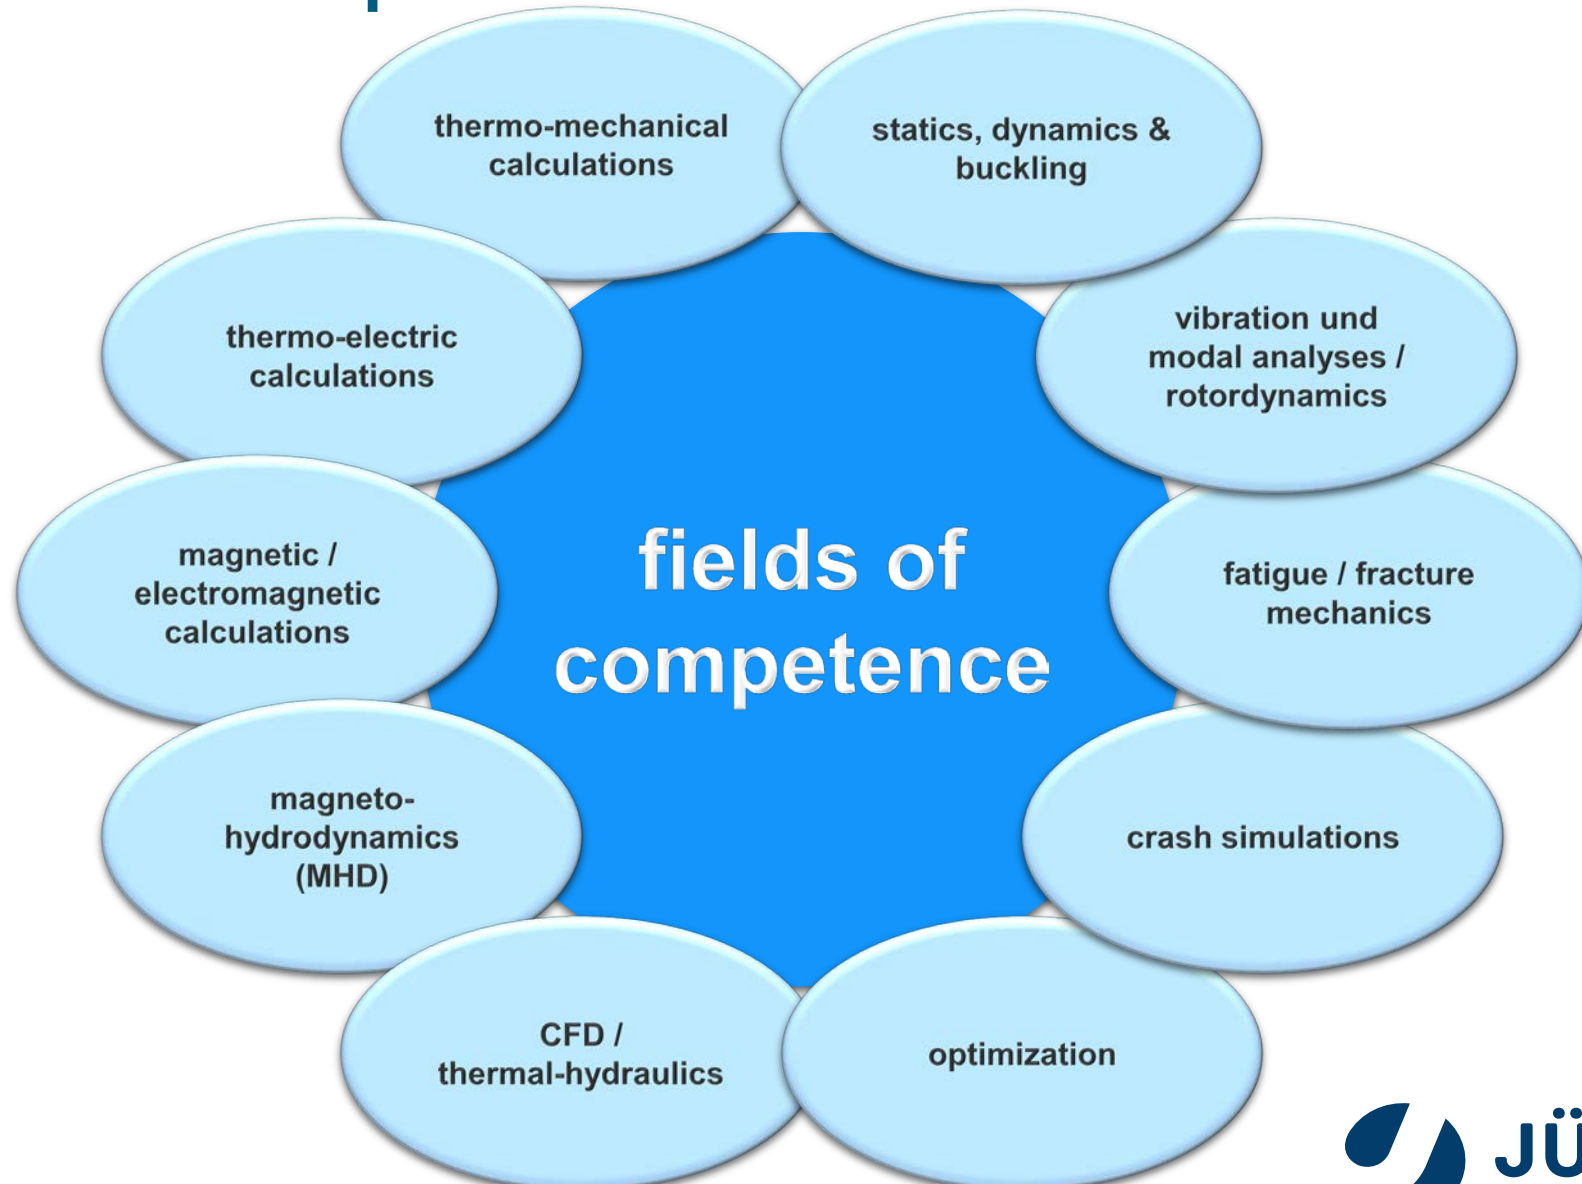 thermo-mechanical
calculations
statics, dynamics &
buckling
thermo-electric
calculations
vibration und
modal analyses /
rotordynamics
magnetic /
electromagnetic
calculations
fields of
competence
fatigue / fracture
mechanics
magneto-
hydrodynamics
(MHD)
crash simulations
CFD /
thermal-hydraulics
optimization
JÜ